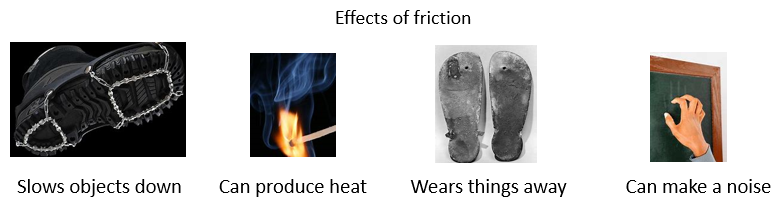 Effects of friction
Slows objects down
Can produce heat
Wears things away
Can make a noise